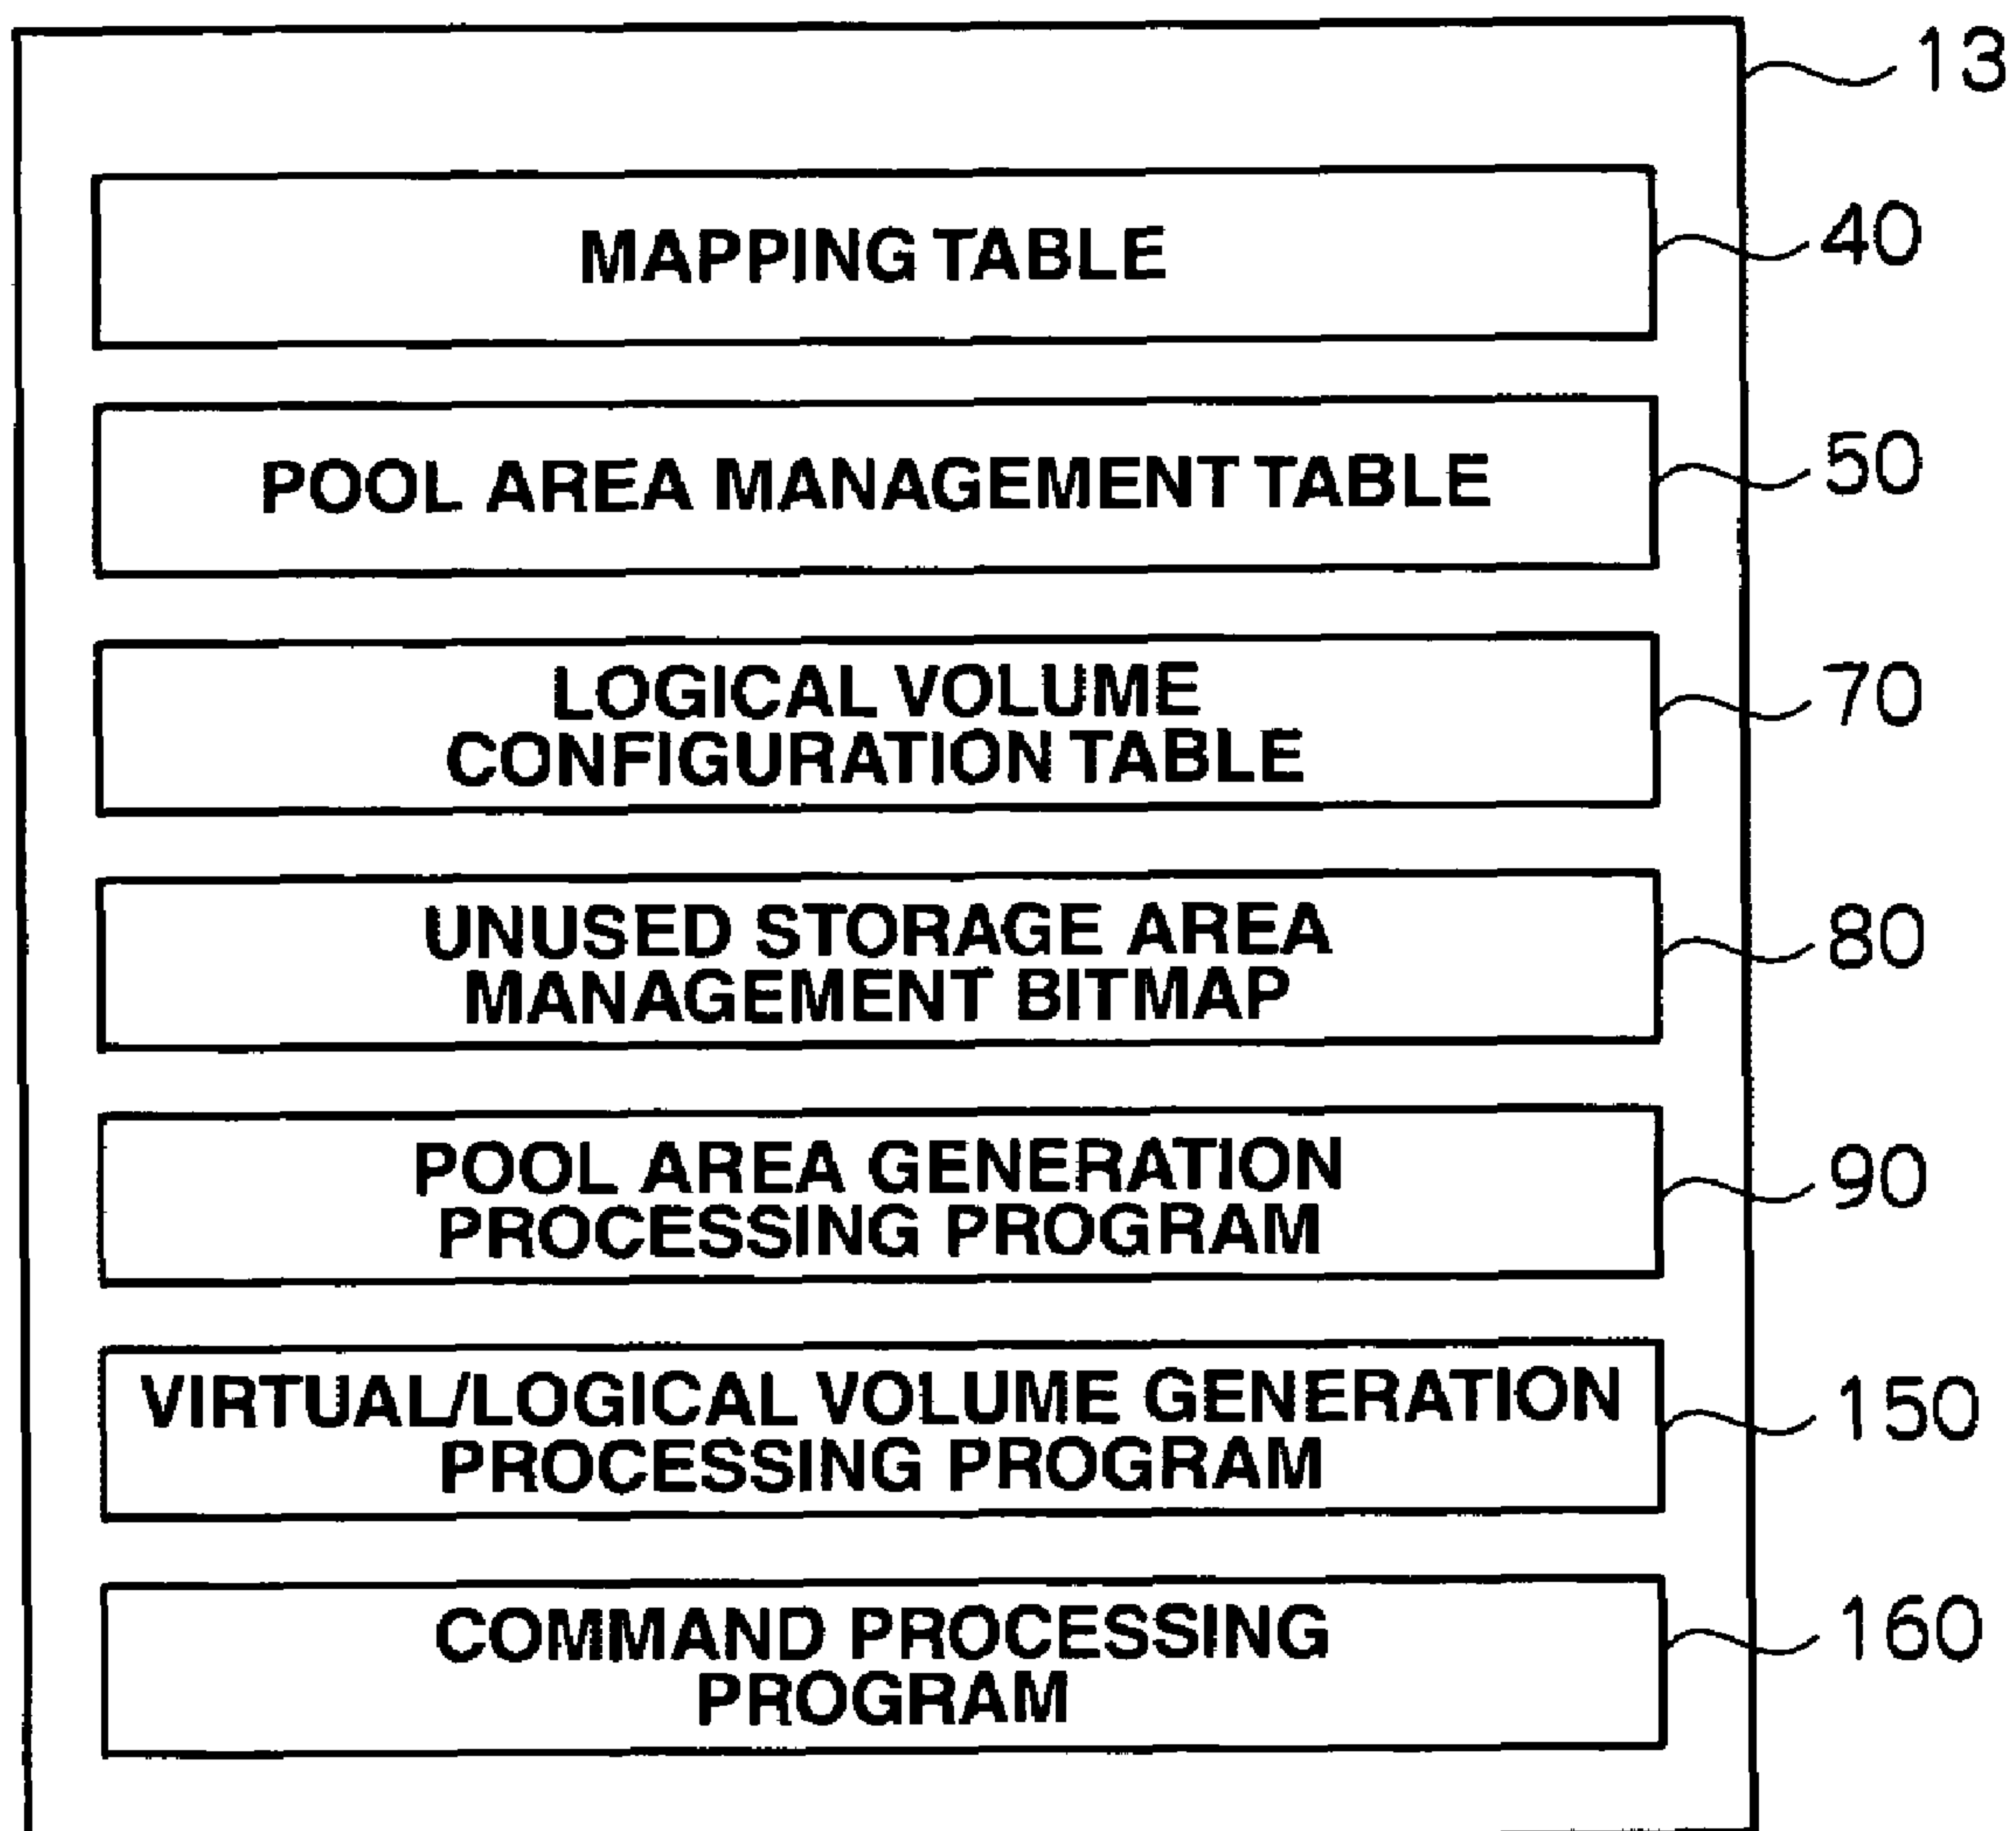 13
MAPPING TABLE
40
POOL AREA MANAGEMENT TABLE
50
LOGICAL VOLUME
CONFIGURATION TABLE
70
UNUSED STORAGE AREA
MANAGEMENT BITMAP
80
POOL AREA GENERATION
PROCESSING PROGRAM
90
VIRTUAL/LOGICAL VOLUME GENERATION
PROCESSING PROGRAM
150
COMMAND PROCESSING
PROGRAM
160